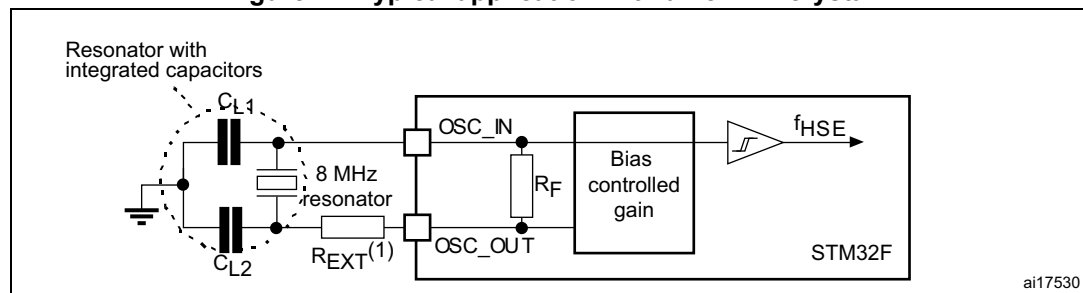 Resonator with
integrated capacitors
CL1
OSC_IN
fHSE
8 MHz
resonator
RF
Bias
controlled
gain
REXT(1)
OSC_OUT
STM32F
CL2
ai17530